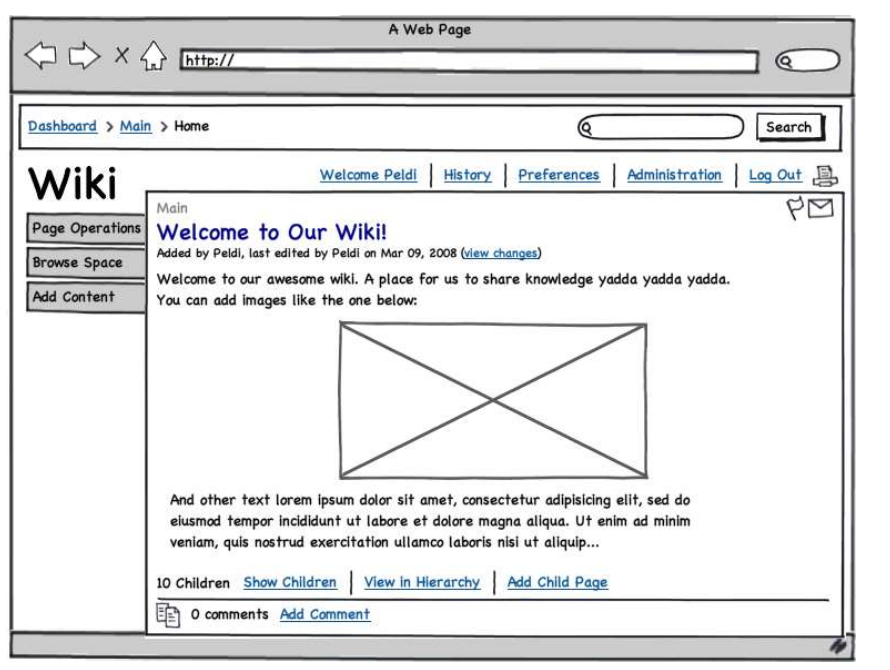 A Web Page
http://
Dashboard > Main > Home
Search
Wiki
Welcome Peldi | History | Preferences | Administration | Log Out
Page Operations
Browse Space
Add Content
Main
Welcome to Our Wiki!
Added by Peldi, last edited by Peldi on Mar 09, 2008 (view changes)
Welcome to our awesome wiki. A place for us to share knowledge yadda yadda yadda.
You can add images like the one below:
And other text lorem ipsum dolor sit amet, consectetur adipisicing elit, sed do
eiusmod tempor incididunt ut labore et dolore magna aliqua. Ut enim ad minim
veniam, quis nostrud exercitation ullamco laboris nisi ut aliquip...
10 Children Show Children | View in Hierarchy | Add Child Page
0 comments Add Comment